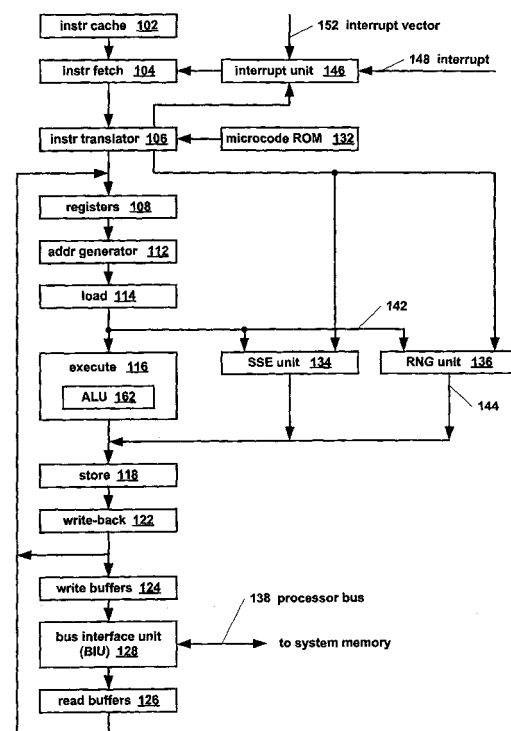 instr cache 102
152 interrupt vector
instr fetch 104
interrupt unit 146
148 interrupt
instr translator 106
microcode ROM 132
registers 108
addr generator 112
load 114
142
execute 116
SSE unit 134
RNG unit 136
ALU 162
144
store 118
write-back 122
write buffers 124
138 processor bus
bus interface unit
(BIU) 128
to system memory
read buffers 126